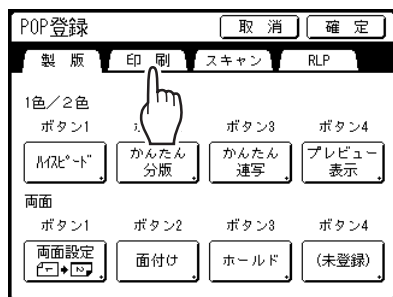 POP登録 取 消 確 定
製 版 印 刷 スキャン RLP
1色／2色
ボタン1 ボタン3 ボタン4
ﾊｲｽﾋﾟｰﾄﾞ かんたん分版 かんたん連写 プレビュー表示
両面
ボタン1 ボタン2 ボタン3 ボタン4
両面設定 面付け ホールド (未登録)